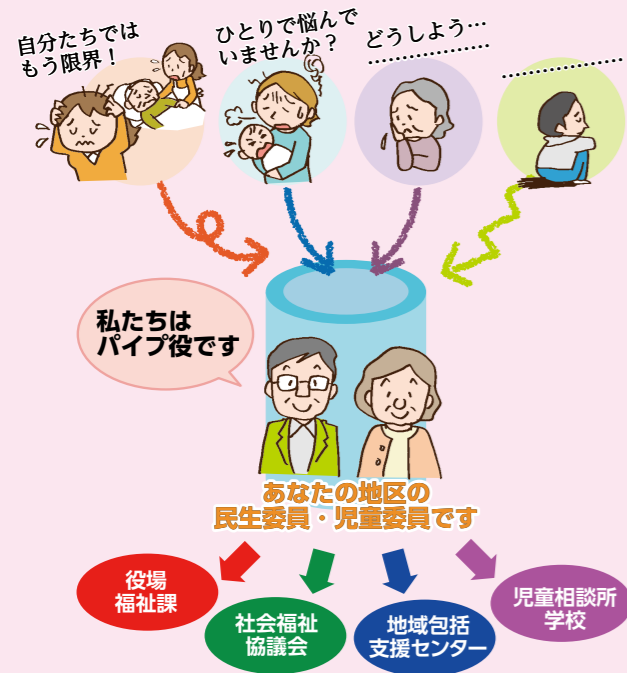 自分たちでは
もう限界！
ひとりで悩んで
いませんか？
どうしよう…
……………
……………
私たちは
パイプ役です
あなたの地区の
民生委員・児童委員です
役場
福祉課
社会福祉
協議会
地域包括
支援センター
児童相談所
学校